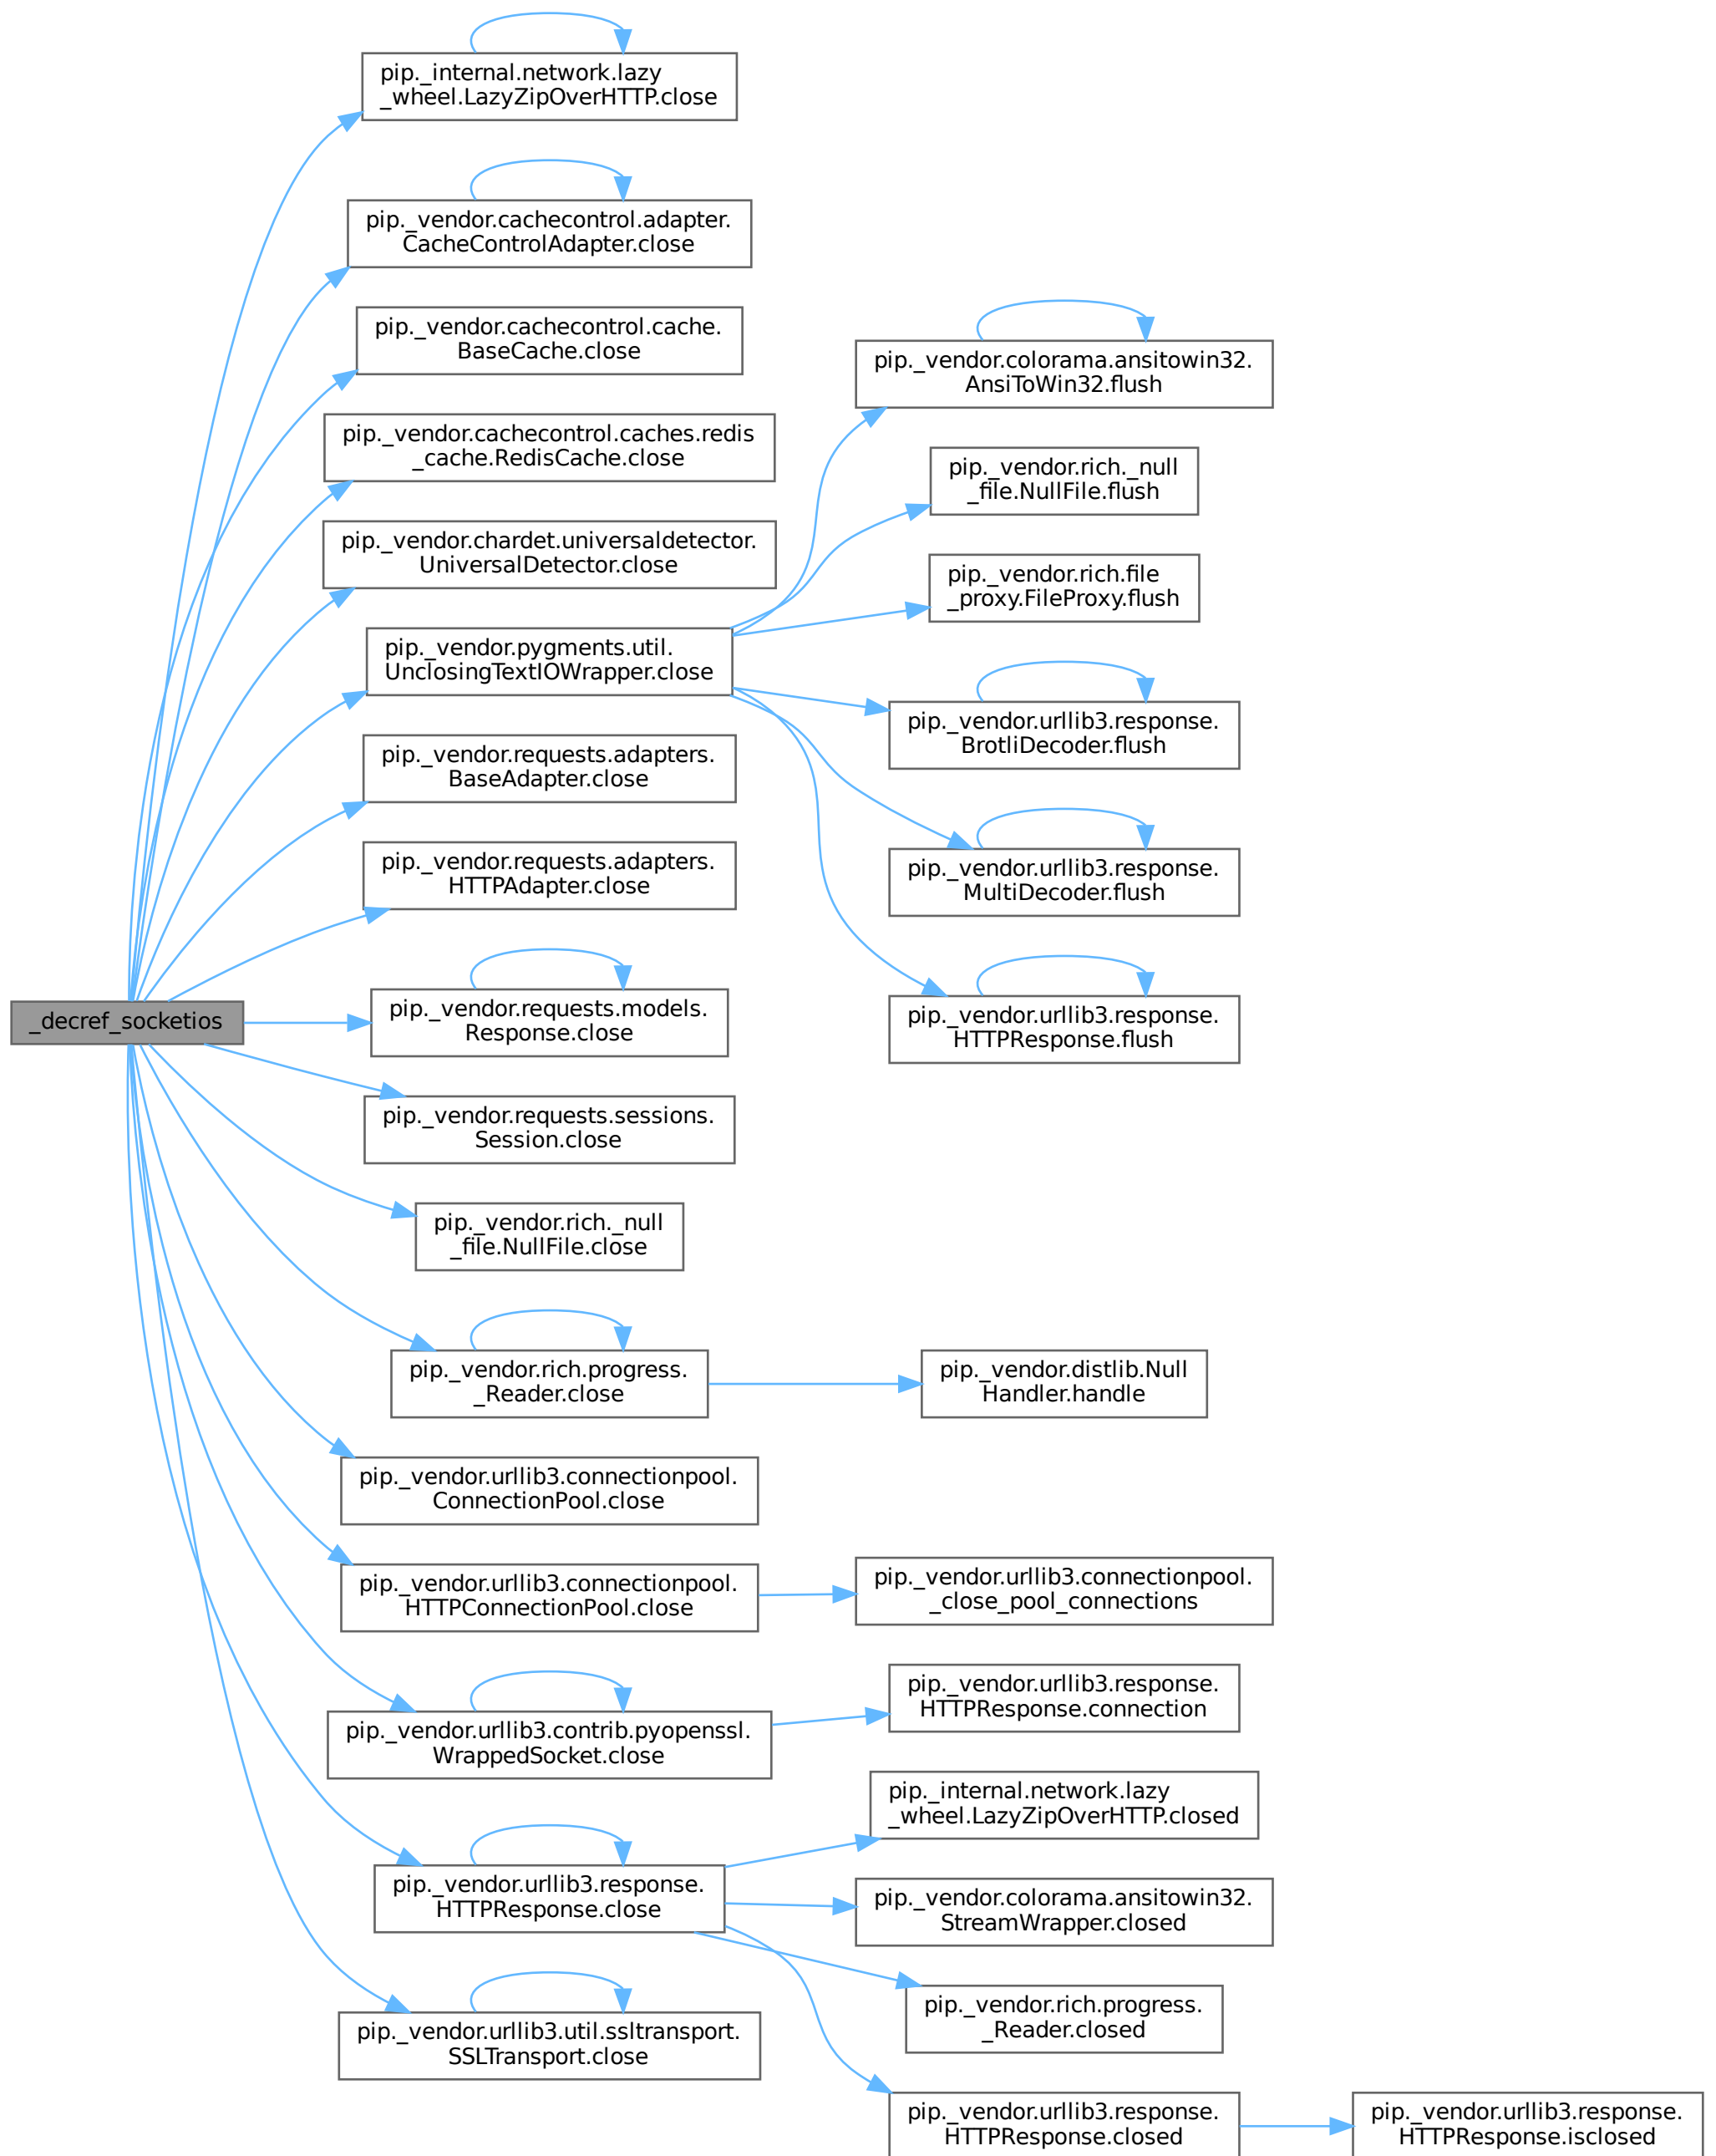 pip._internal.network.lazy
_wheel.LazyZipOverHTTP.close
pip._vendor.cachecontrol.adapter.
CacheControlAdapter.close
pip._vendor.cachecontrol.cache.
BaseCache.close
pip._vendor.cachecontrol.caches.redis
_cache.RedisCache.close
pip._vendor.chardet.universaldetector.
UniversalDetector.close
pip._vendor.pygments.util.
UnclosingTextIOWrapper.close
pip._vendor.requests.adapters.
BaseAdapter.close
pip._vendor.requests.adapters.
HTTPAdapter.close
_decref_socketios
pip._vendor.requests.models.
Response.close
pip._vendor.requests.sessions.
Session.close
pip._vendor.rich._null
_file.NullFile.close
pip._vendor.rich.progress.
_Reader.close
pip._vendor.urllib3.connectionpool.
ConnectionPool.close
pip._vendor.urllib3.connectionpool.
HTTPConnectionPool.close
pip._vendor.urllib3.contrib.pyopenssl.
WrappedSocket.close
pip._vendor.urllib3.response.
HTTPResponse.close
pip._vendor.urllib3.util.ssltransport.
SSLTransport.close
pip._vendor.colorama.ansitowin32.
AnsiToWin32.flush
pip._vendor.rich._null
_file.NullFile.flush
pip._vendor.rich.file
_proxy.FileProxy.flush
pip._vendor.urllib3.response.
BrotliDecoder.flush
pip._vendor.urllib3.response.
MultiDecoder.flush
pip._vendor.urllib3.response.
HTTPResponse.flush
pip._vendor.distlib.Null
Handler.handle
pip._vendor.urllib3.connectionpool.
_close_pool_connections
pip._vendor.urllib3.response.
HTTPResponse.connection
pip._internal.network.lazy
_wheel.LazyZipOverHTTP.closed
pip._vendor.colorama.ansitowin32.
StreamWrapper.closed
pip._vendor.rich.progress.
_Reader.closed
pip._vendor.urllib3.response.
HTTPResponse.closed
pip._vendor.urllib3.response.
HTTPResponse.isclosed